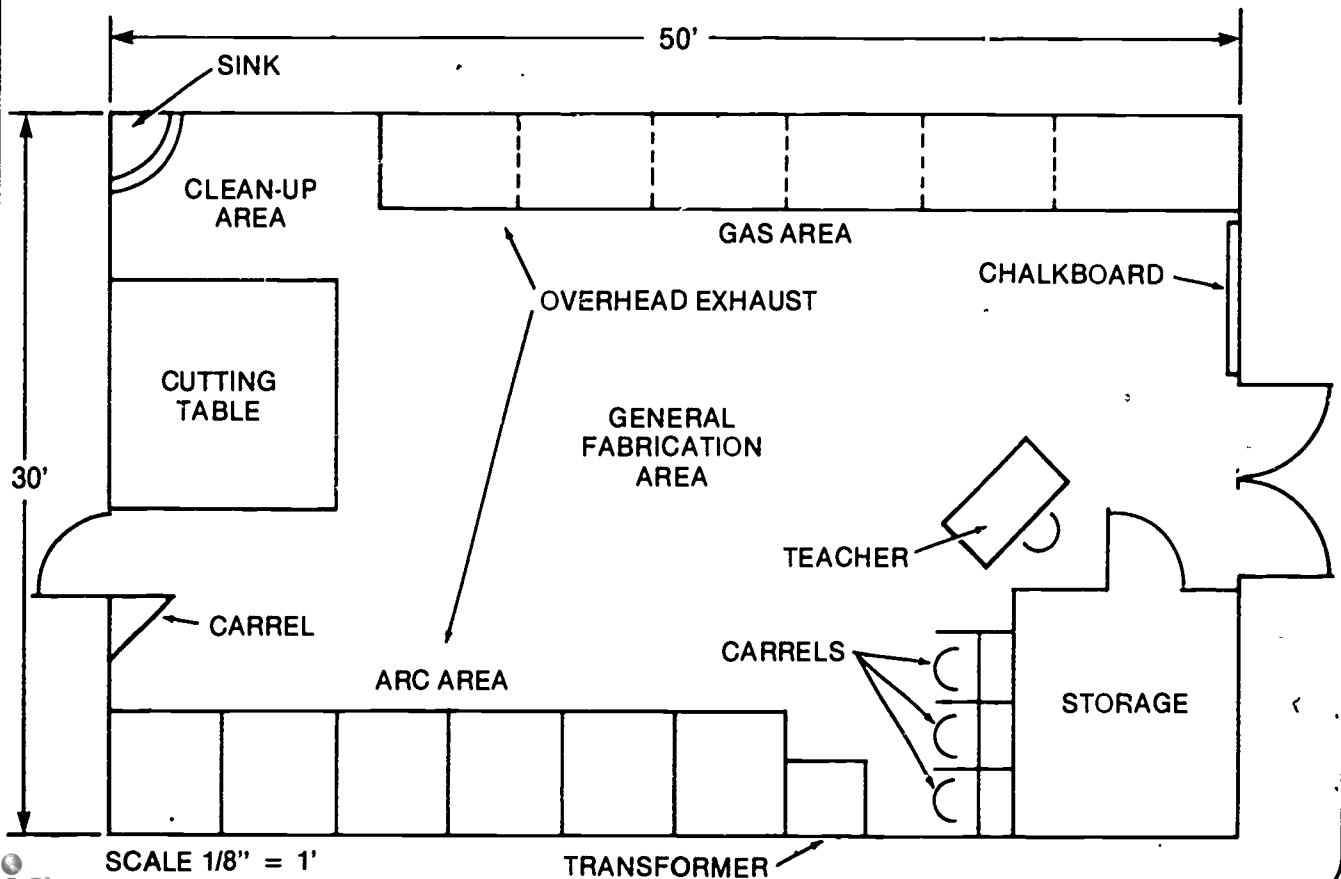 50'
SINK
CLEAN-UP
AREA
GAS AREA
CHALKBOARD
OVERHEAD EXHAUST
CUTTING
TABLE
GENERAL
FABRICATION
AREA
30'
TEACHER
CARREL
CARRELS
ARC AREA
STORAGE
SCALE 1/8" = 1'
TRANSFORMER